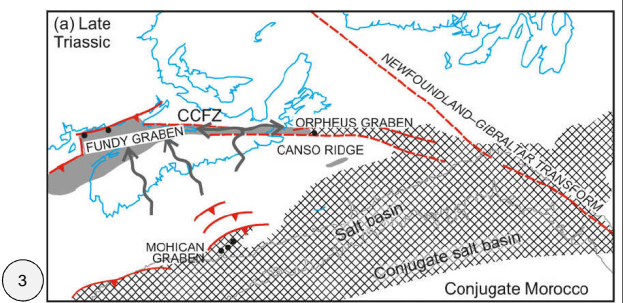 (a) Late
Triassic
NEWFOUNDLAND–GIBRALTAR TRANSFORM
CCFZ
ORPHEUS GRABEN
FUNDY GRABEN
CANSO RIDGE
Salt basin
MOHICAN
GRABEN
Conjugate salt basin
3
Conjugate Morocco